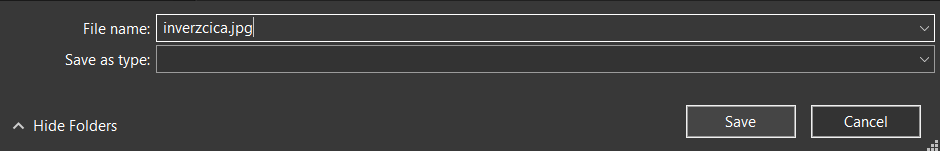 File name: inverzcica.jpg
Save as type:
Hide Folders Save Cancel